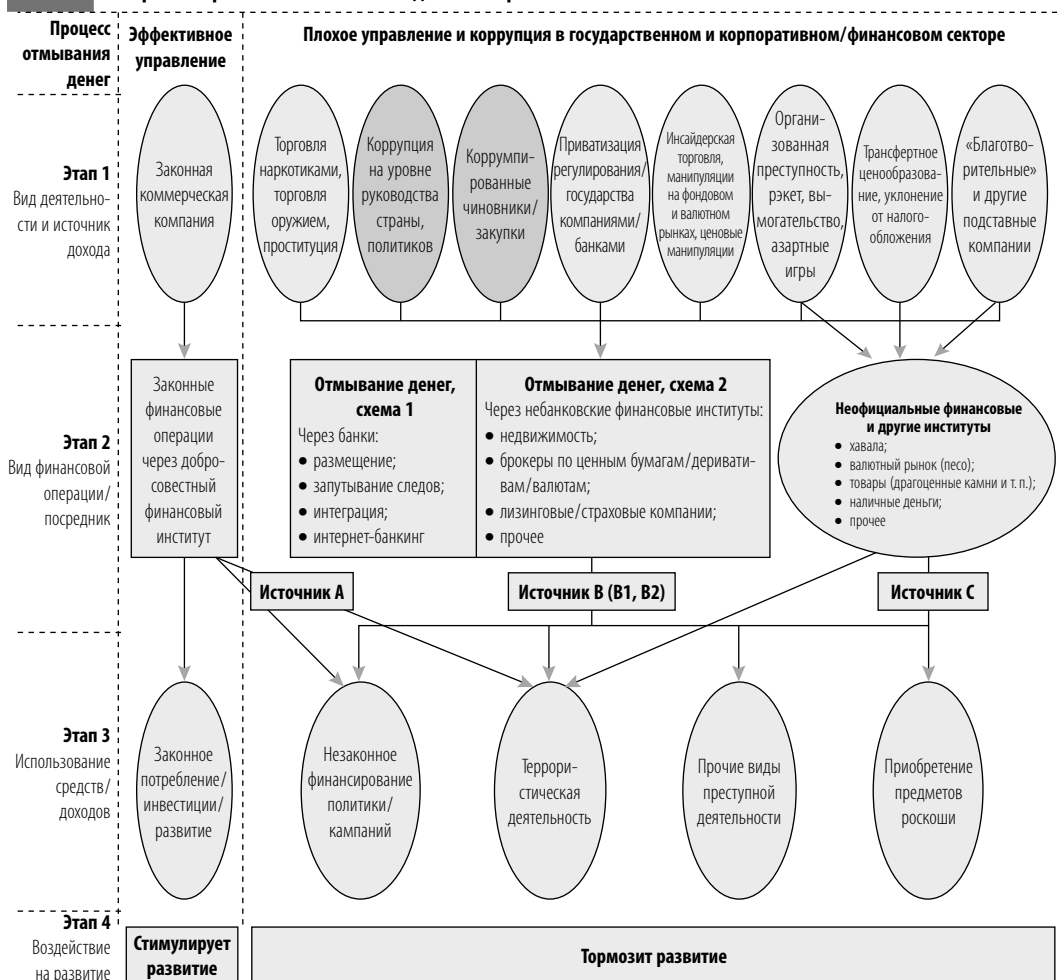 Процесс
отмывания
денег
Эффективное
управление
Плохое управление и коррупция в государственном и корпоративном/финансовом секторе
Этап 1
Вид деятельно-
сти и источник
дохода
Законная
коммерческая
компания
Торговля
наркотиками,
торговля
оружием,
проституция
Коррупция
на уровне
руководства
страны,
политиков
Коррумпи-
рованные
чиновники/
закупки
Приватизация
регулирования/
государства
компаниями/
банками
Инсайдерская
торговля,
манипуляции
на фондовом
и валютном
рынках, ценовые
манипуляции
Органи-
зованная
преступность,
рэкет, вы-
могательство,
азартные
игры
Трансфертное
ценообразова-
ние, уклонение
от налого-
обложения
«Благотво-
рительные»
и другие
подставные
компании
Этап 2
Вид финансовой
операции/
посредник
Законные
финансовые
операции
через добро-
совестный
финансовый
институт
Отмывание денег,
схема 1
Через банки:
• размещение;
• запутывание следов;
• интеграция;
• интернет-банкинг
Отмывание денег, схема 2
Через небанковские финансовые институты:
• недвижимость;
• брокеры по ценным бумагам/деривати-
вам/валютам;
• лизинговые/страховые компании;
• прочее
Неофициальные финансовые
и другие институты
• хавала;
• валютный рынок (песо);
• товары (драгоценные камни и т. п.);
• наличные деньги;
• прочее
Источник A
Источник B (B1, B2)
Источник C
Этап 3
Использование
средств/
доходов
Законное
потребление/
инвестиции/
развитие
Незаконное
финансирование
политики/
кампаний
Террори-
стическая
деятельность
Прочие виды
преступной
деятельности
Приобретение
предметов
роскоши
Этап 4
Воздействие
на развитие
Стимулирует
развитие
Тормозит развитие